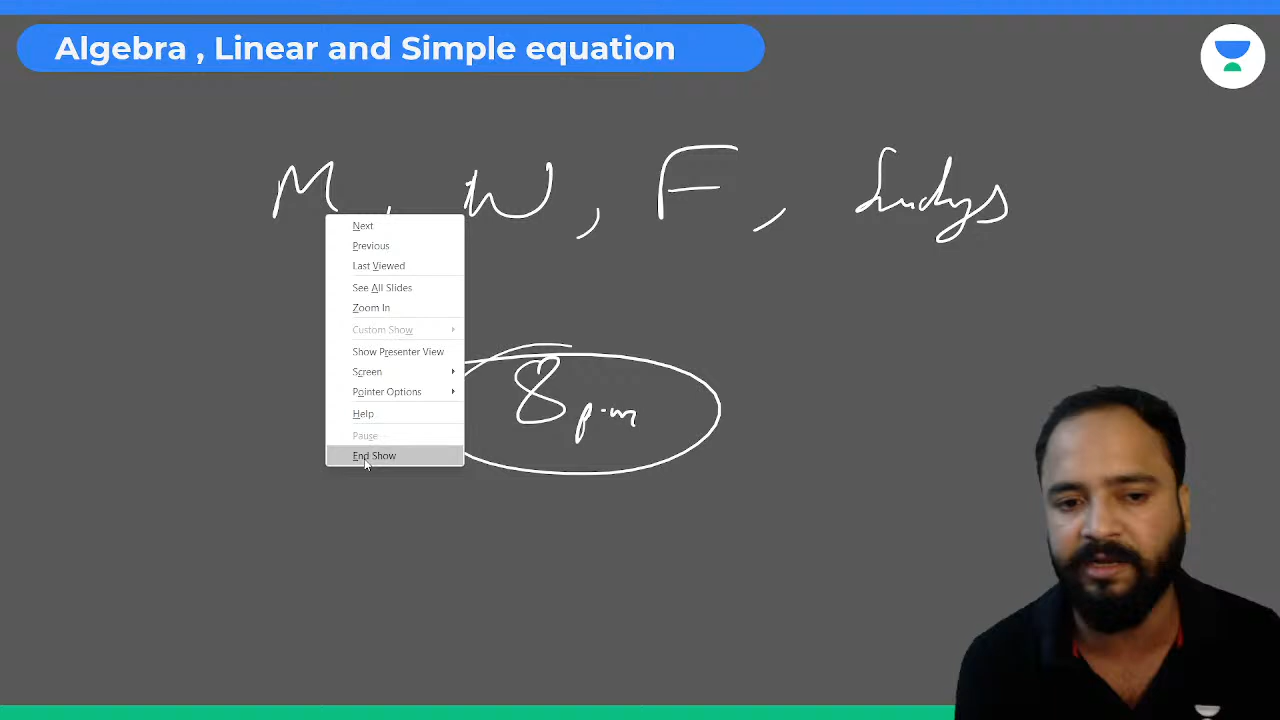 Algebra , Linear and Simple equation
M, W, F,
Next
Previous
Last Viewed
See All Slides
Zoom In
Custom Show
Show Presenter View
Screen
Pointer Options
Help
Pause
End Show
8 p.m